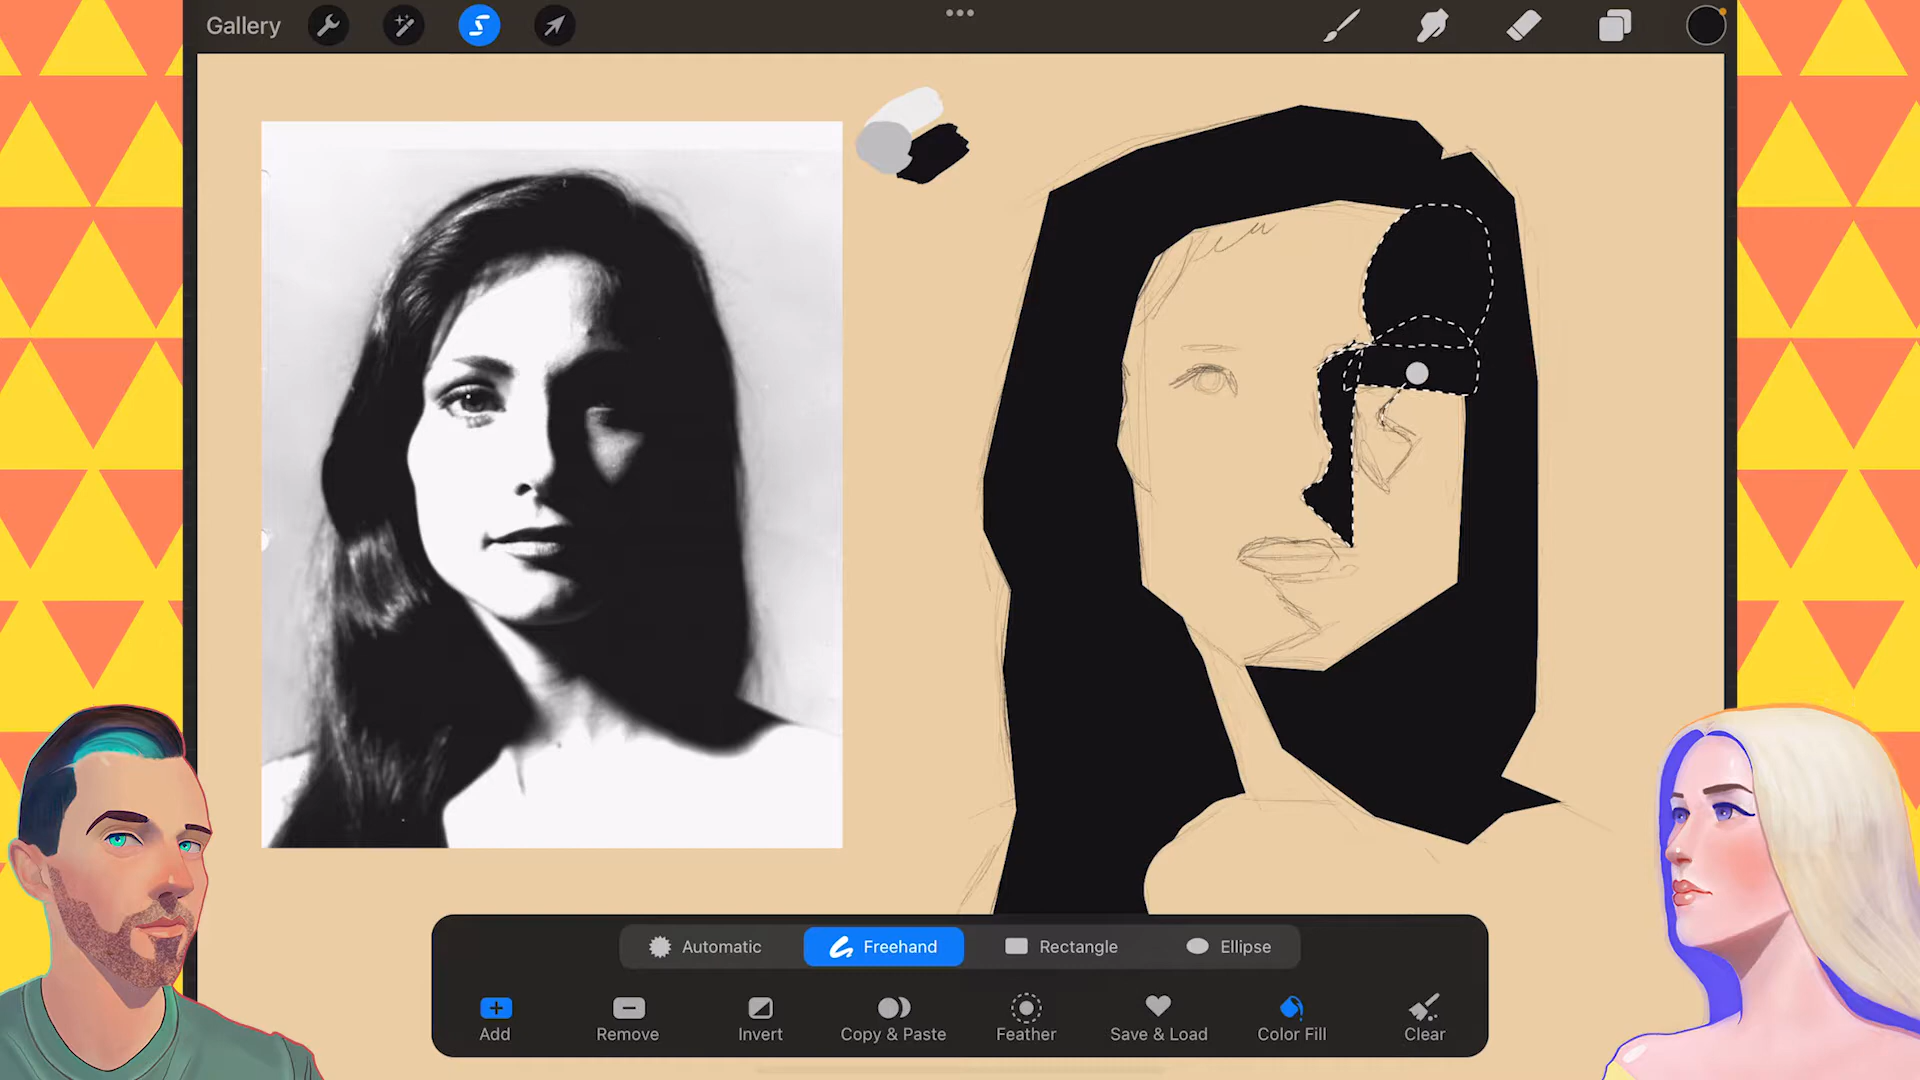 Gallery
Automatic
Freehand
Rectangle
Ellipse
Add
Remove
Invert
Copy & Paste
Feather
Save & Load
Color Fill
Clear